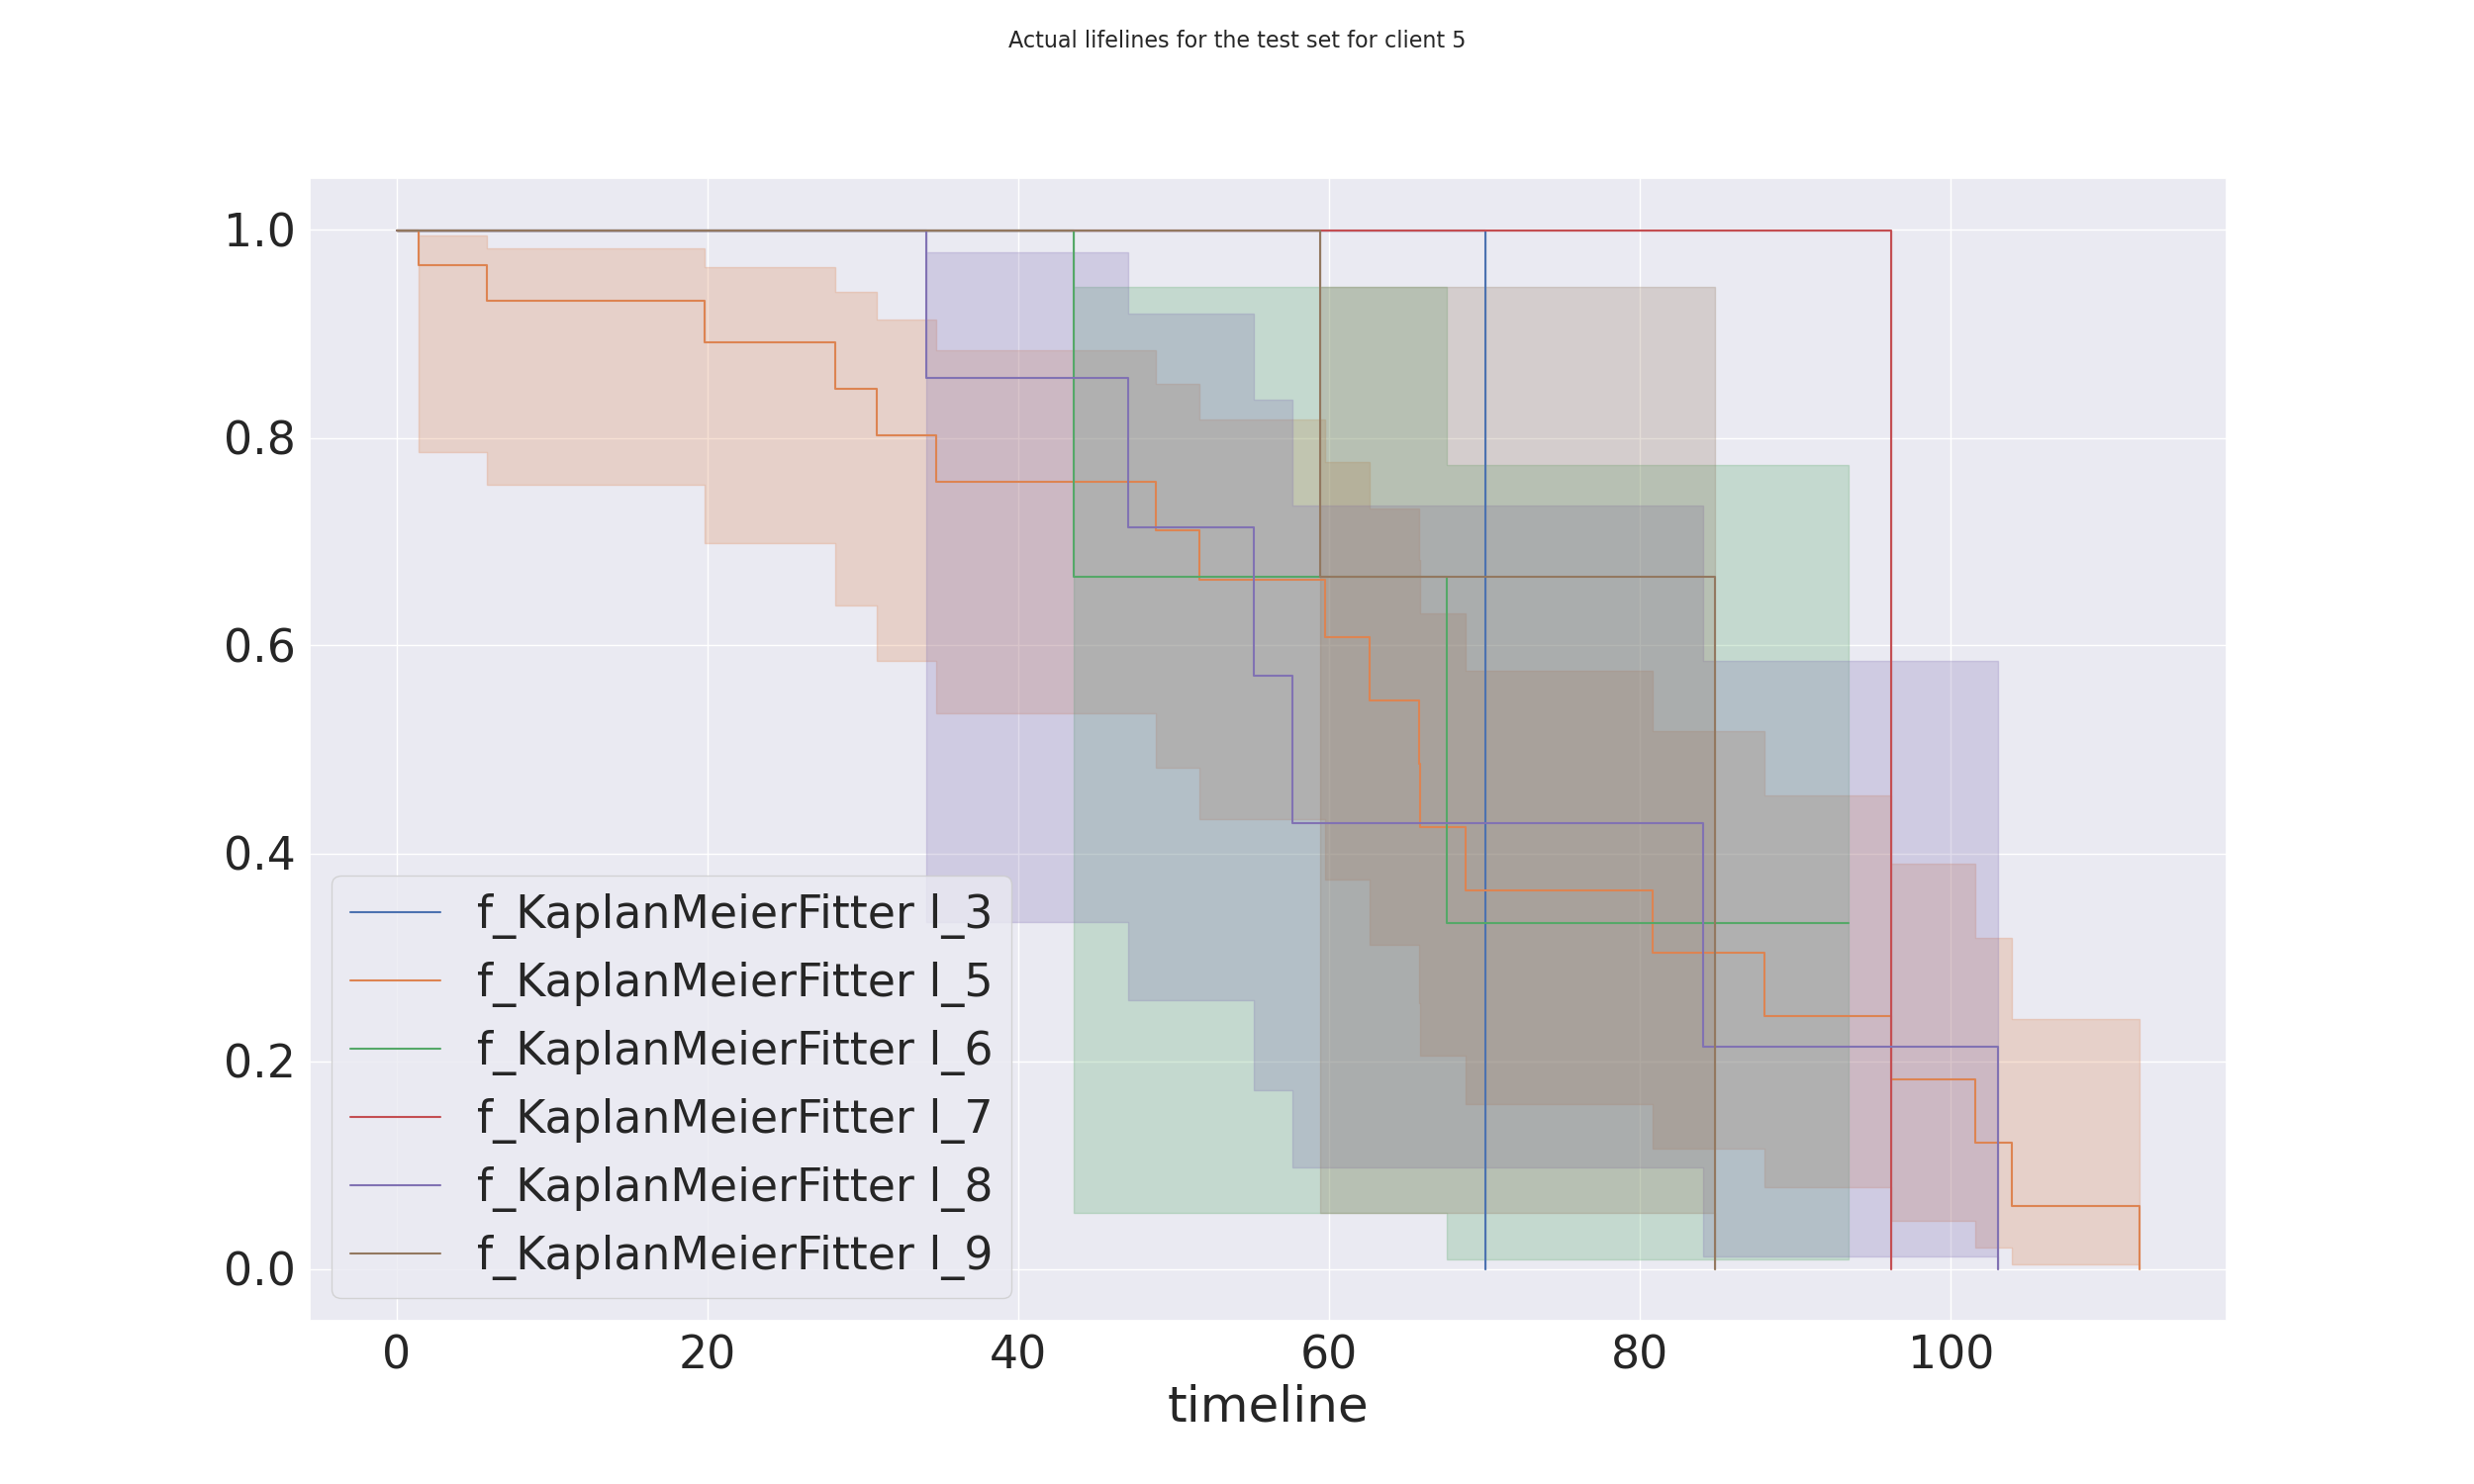 Actual lifelines for the test set for client 5
1.0
0.8
0.6
0.4
0.2
0.0
f_KaplanMeierFitter l_3
f_KaplanMeierFitter l_5
f_KaplanMeierFitter l_6
f_KaplanMeierFitter l_7
f_KaplanMeierFitter l_8
f_KaplanMeierFitter l_9
0 20 40 60 80 100
timeline